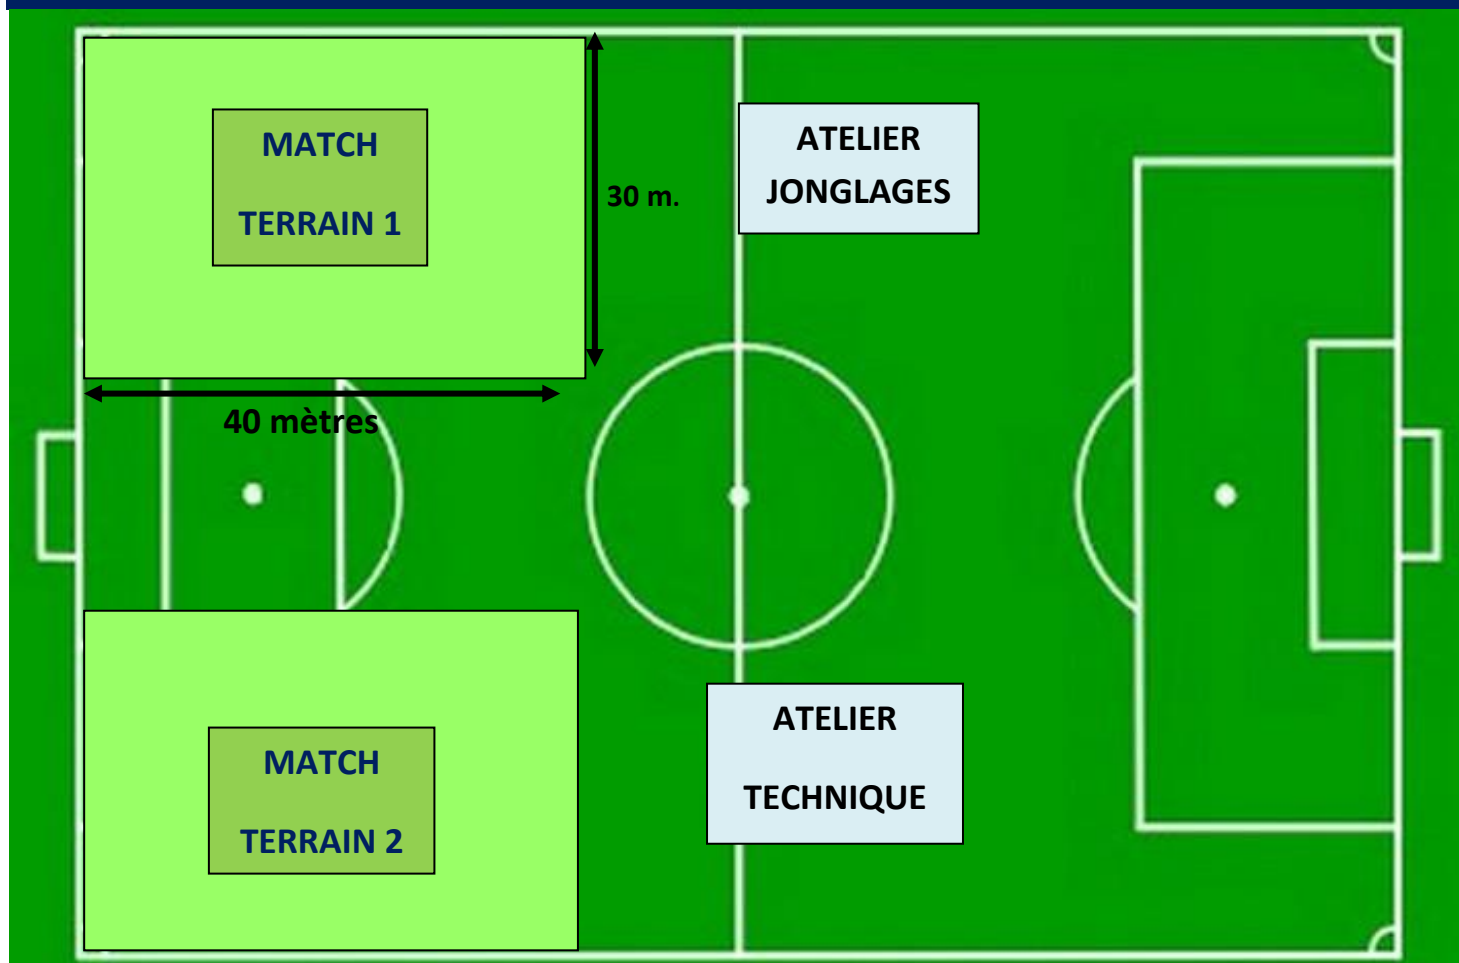 MATCH
TERRAIN 1
ATELIER
JONGLAGES
30 m.
40 mètres
MATCH
TERRAIN 2
ATELIER
TECHNIQUE